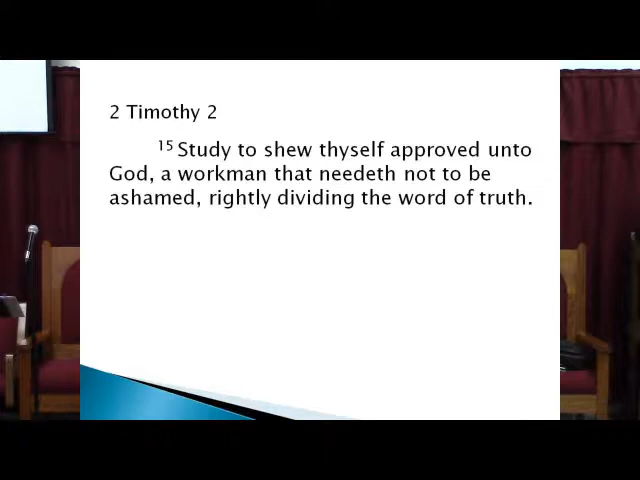 2 Timothy 2
15 Study to shew thyself approved unto
God, a workman that needeth not to be
ashamed, rightly dividing the word of truth.